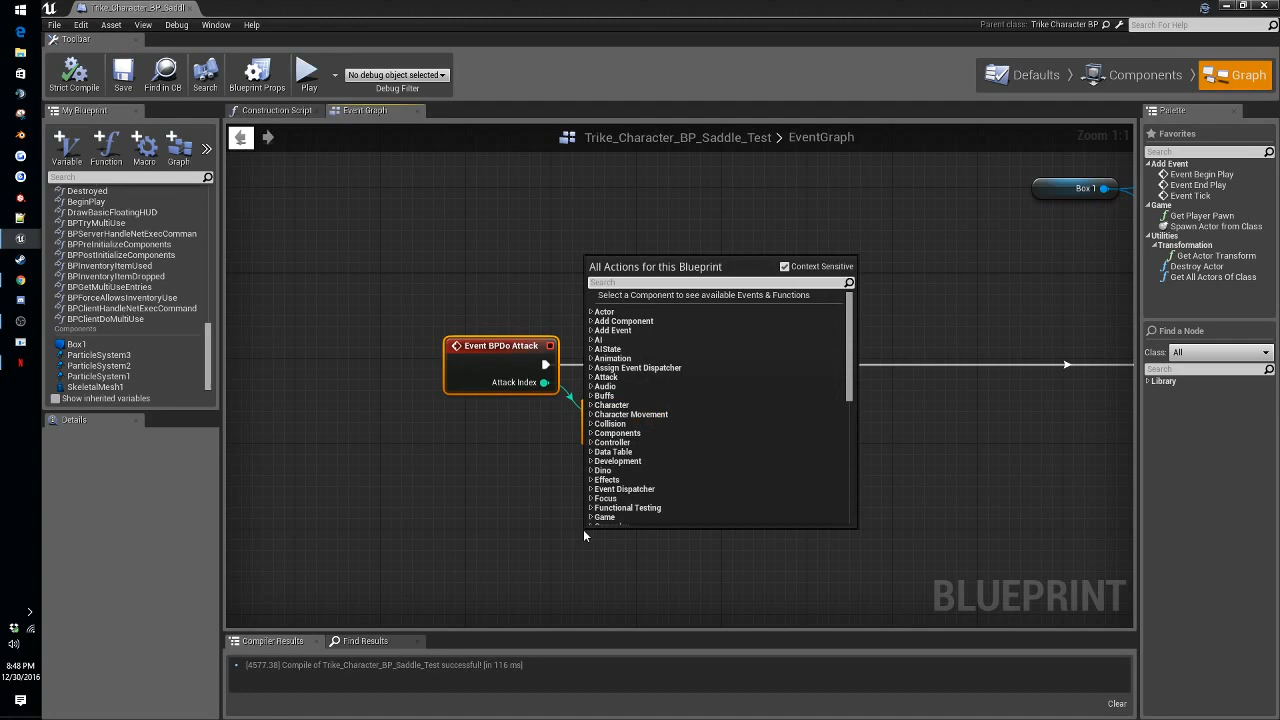 Trike_Character_BP_Saddl
File Edit Asset View Debug Window Help
Parent class: Trike Character BP
Search For Help
Toolbar
Strict Compile
Save
Find in CB
Search
Blueprint Props
Play
No debug object selected
Debug Filter
Defaults
Components
Graph
My Blueprint
Variable
Function
Macro
Graph
Search
Destroyed
BeginPlay
DrawBasicFloatingHUD
BPTryMultiUse
BPServerHandleNetExecComman
BPPreInitializeComponents
BPPostInitializeComponents
BPInventoryItemUsed
BPInventoryItemDropped
BPGetMultiUseEntries
BPForceAllowsInventoryUse
BPClientHandleNetExecCommand
BPClientDoMultiUse
Components
Box1
ParticleSystem3
ParticleSystem2
ParticleSystem1
SkeletalMesh1
Show inherited variables
Details
Construction Script
Event Graph
Trike_Character_BP_Saddle_Test > EventGraph
Zoom 1:1
Box 1
Event BPDo Attack
Attack Index
All Actions for this Blueprint
Context Sensitive
Search
Select a Component to see available Events & Functions
Actor
Add Component
Add Event
AI
AIState
Animation
Assign Event Dispatcher
Attack
Audio
Buffs
Character
Character Movement
Collision
Components
Controller
Data Table
Development
Dino
Effects
Event Dispatcher
Focus
Functional Testing
Game
BLUEPRINT
Compiler Results
Find Results
[4577.38] Compile of Trike_Character_BP_Saddle_Test successful! [in 116 ms]
Clear
Palette
Favorites
Search
Add Event
Event Begin Play
Event End Play
Event Tick
Game
Get Player Pawn
Spawn Actor from Class
Utilities
Transformation
Get Actor Transform
Destroy Actor
Get All Actors Of Class
Find a Node
Class: All
Search
Library
8:48 PM
12/30/2016